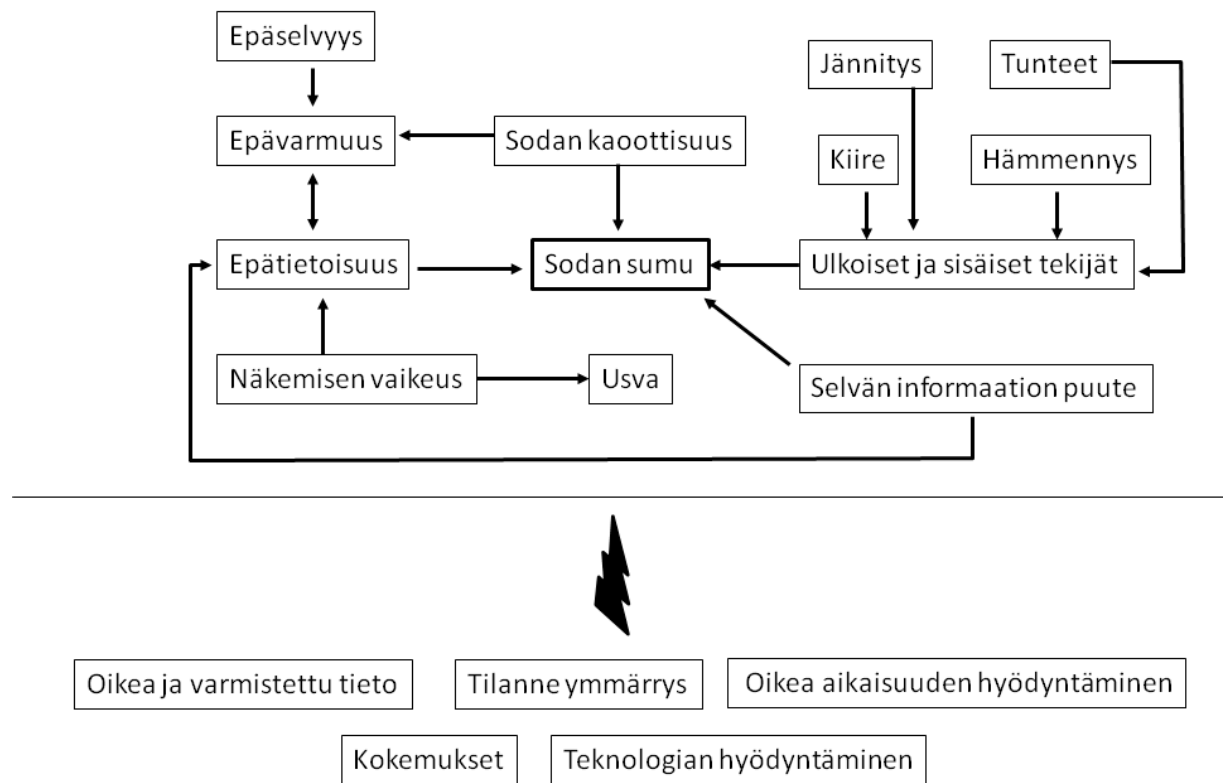 Epäselvyys
Jännitys
Tunteet
Epävarmuus
Sodan kaoottisuus
Kiire
Hämmennys
Epätietoisuus
Sodan sumu
Ulkoiset ja sisäiset tekijät
Näkemisen vaikeus
Usva
Selvän informaation puute
Oikea ja varmistettu tieto
Tilanne ymmärrys
Oikea aikaisuuden hyödyntäminen
Kokemukset
Teknologian hyödyntäminen